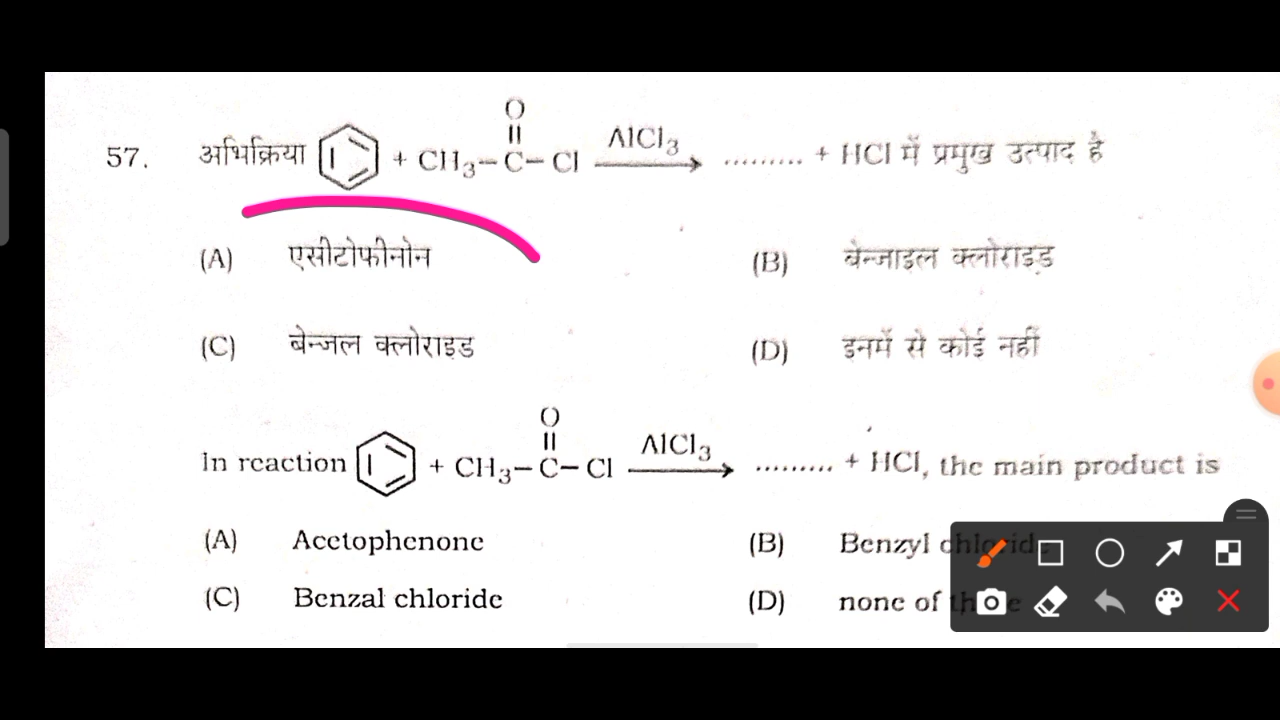 57. अभिक्रिया + CH₃–C–Cl AlCl₃ ......... + HCl में प्रमुख उत्पाद है
O
(A) एसीटोफीनोन (B) बेन्जाइल क्लोराइड
(C) बेन्जल क्लोराइड (D) इनमें से कोई नहीं
O
In reaction + CH₃–C–Cl AlCl₃ ......... + HCl, the main product is
(A) Acetophenone (B) Benzyl
(C) Benzal chloride (D) none of